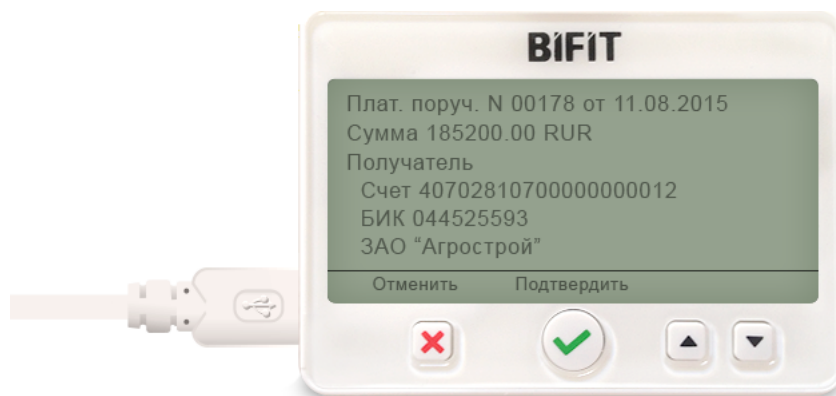 BIFIT
Плат. поруч. N 00178 от 11.08.2015
Сумма 185200.00 RUR
Получатель
Счет 40702810700000000012
БИК 044525593
ЗАО “Агрострой”
Отменить Подтвердить